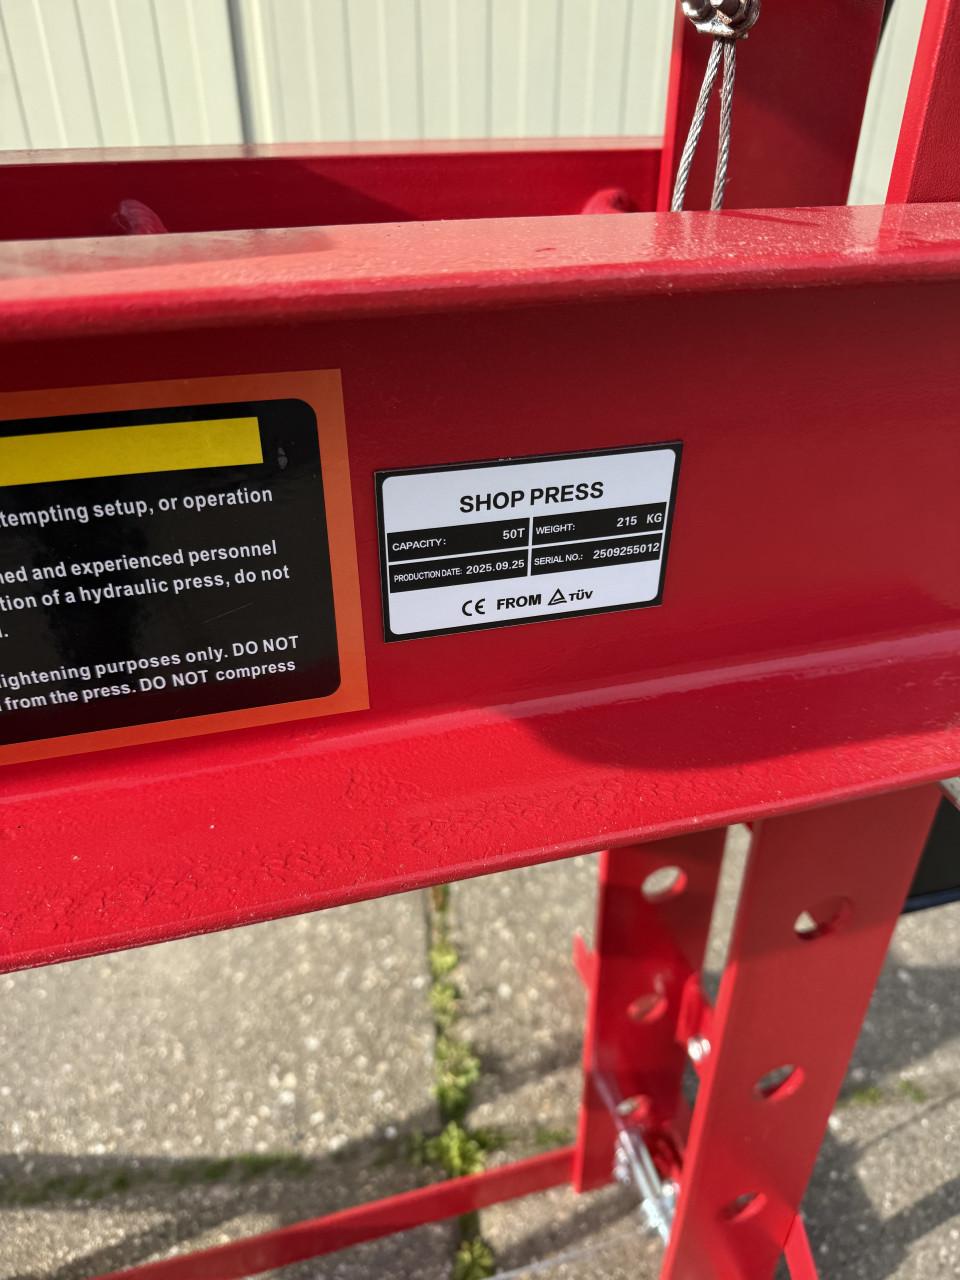 tempting setup, or operation
ned and experienced personnel
tion of a hydraulic press, do not
ightening purposes only. DO NOT
from the press. DO NOT compress
SHOP PRESS
CAPACITY: 50T WEIGHT: 215 KG
PRODUCTION DATE: 2025.09.25 SERIAL NO.: 2509255012
CE FROM TÜV